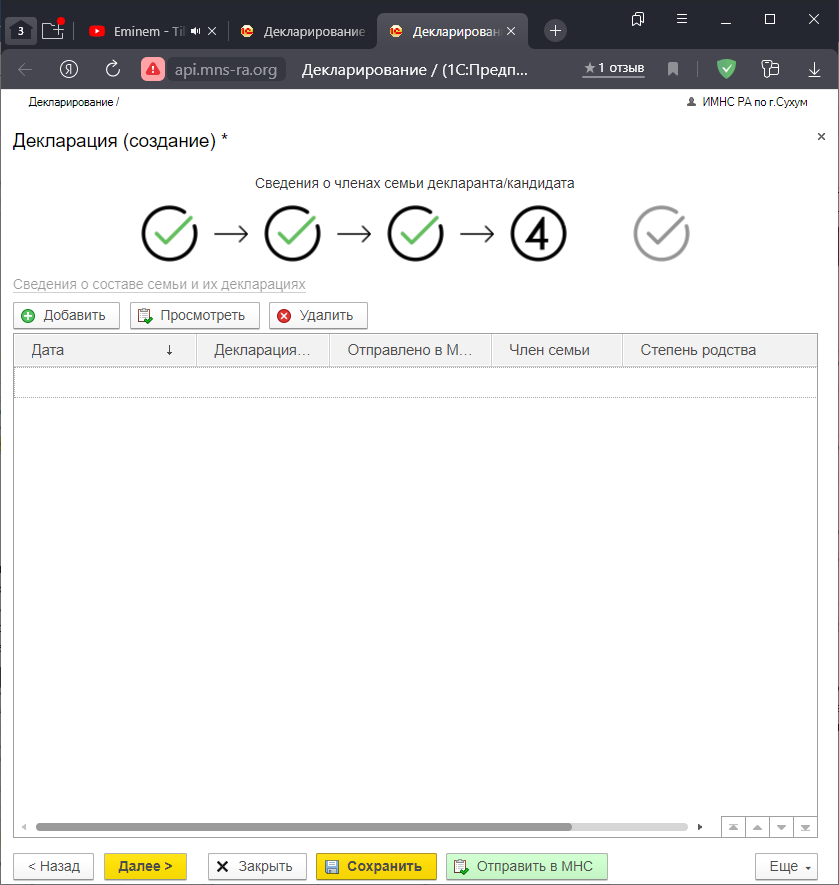 3
Eminem - Til
Декларирование
Декларирован
Я
api.mns-ra.org
Декларирование / (1С:Предп...
★1 отзыв
Декларирование /
ИМНС РА по г.Сухум
Декларация (создание) *
Сведения о членах семьи декларанта/кандидата
4
Сведения о составе семьи и их декларациях
Добавить
Просмотреть
Удалить
Дата ↓ Декларация... Отправлено в М... Член семьи Степень родства
< Назад
Далее >
Закрыть
Сохранить
Отправить в МНС
Еще